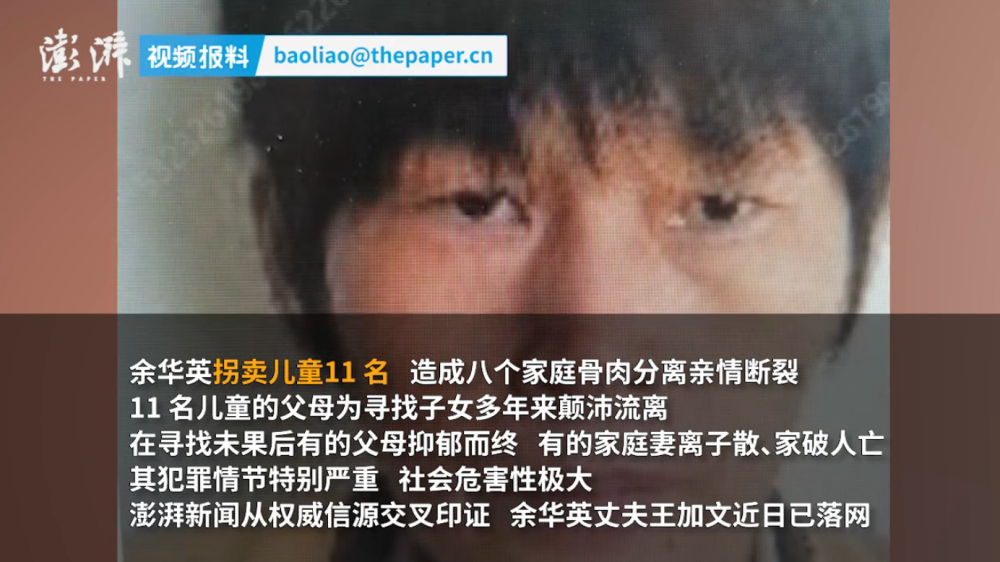 澎湃
THE PAPER
视频报料
baoliao@thepaper.cn
余华英拐卖儿童11 名 造成八个家庭骨肉分离亲情断裂
11 名儿童的父母为寻找子女多年来颠沛流离
在寻找未果后有的父母抑郁而终 有的家庭妻离子散、家破人亡
其犯罪情节特别严重 社会危害性极大
澎湃新闻从权威信源交叉印证 余华英丈夫王加文近日已落网